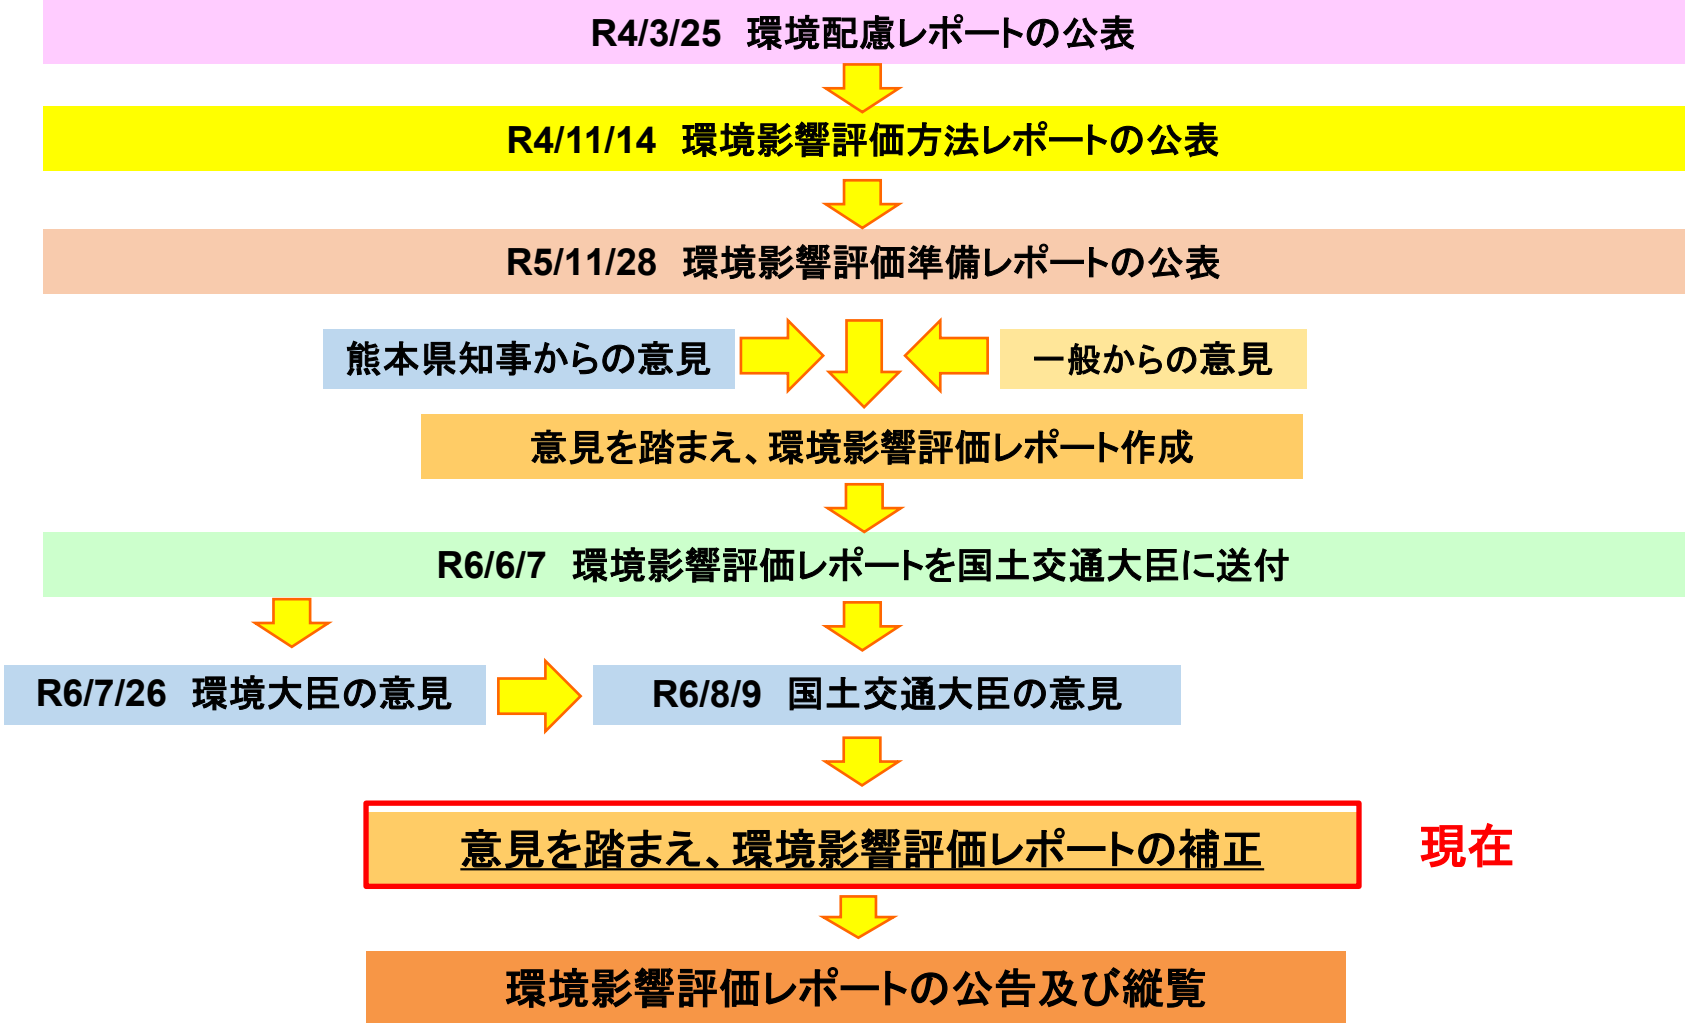 R4/3/25 環境配慮レポートの公表
R4/11/14 環境影響評価方法レポートの公表
R5/11/28 環境影響評価準備レポートの公表
熊本県知事からの意見
一般からの意見
意見を踏まえ、環境影響評価レポート作成
R6/6/7 環境影響評価レポートを国土交通大臣に送付
R6/7/26 環境大臣の意見
R6/8/9 国土交通大臣の意見
意見を踏まえ、環境影響評価レポートの補正
現在
環境影響評価レポートの公告及び縦覧